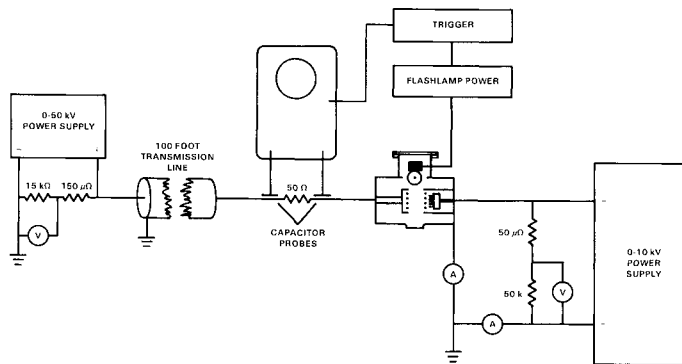 TRIGGER
FLASHLAMP POWER
0-50 kV
POWER SUPPLY
100 FOOT
TRANSMISSION
LINE
15 kΩ
150 μΩ
50 Ω
V
CAPACITOR
PROBES
50 μΩ
0-10 kV
POWER
SUPPLY
A
50 k
V
A